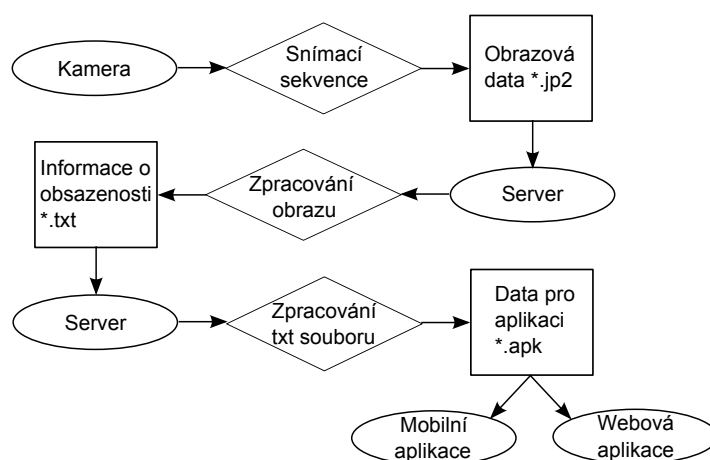 Kamera
Snímací
sekvence
Obrazová
data *.jp2
Server
Zpracování
obrazu
Informace o
obsazenosti
*.txt
Server
Zpracování
txt souboru
Data pro
aplikaci
*.apk
Mobilní
aplikace
Webová
aplikace